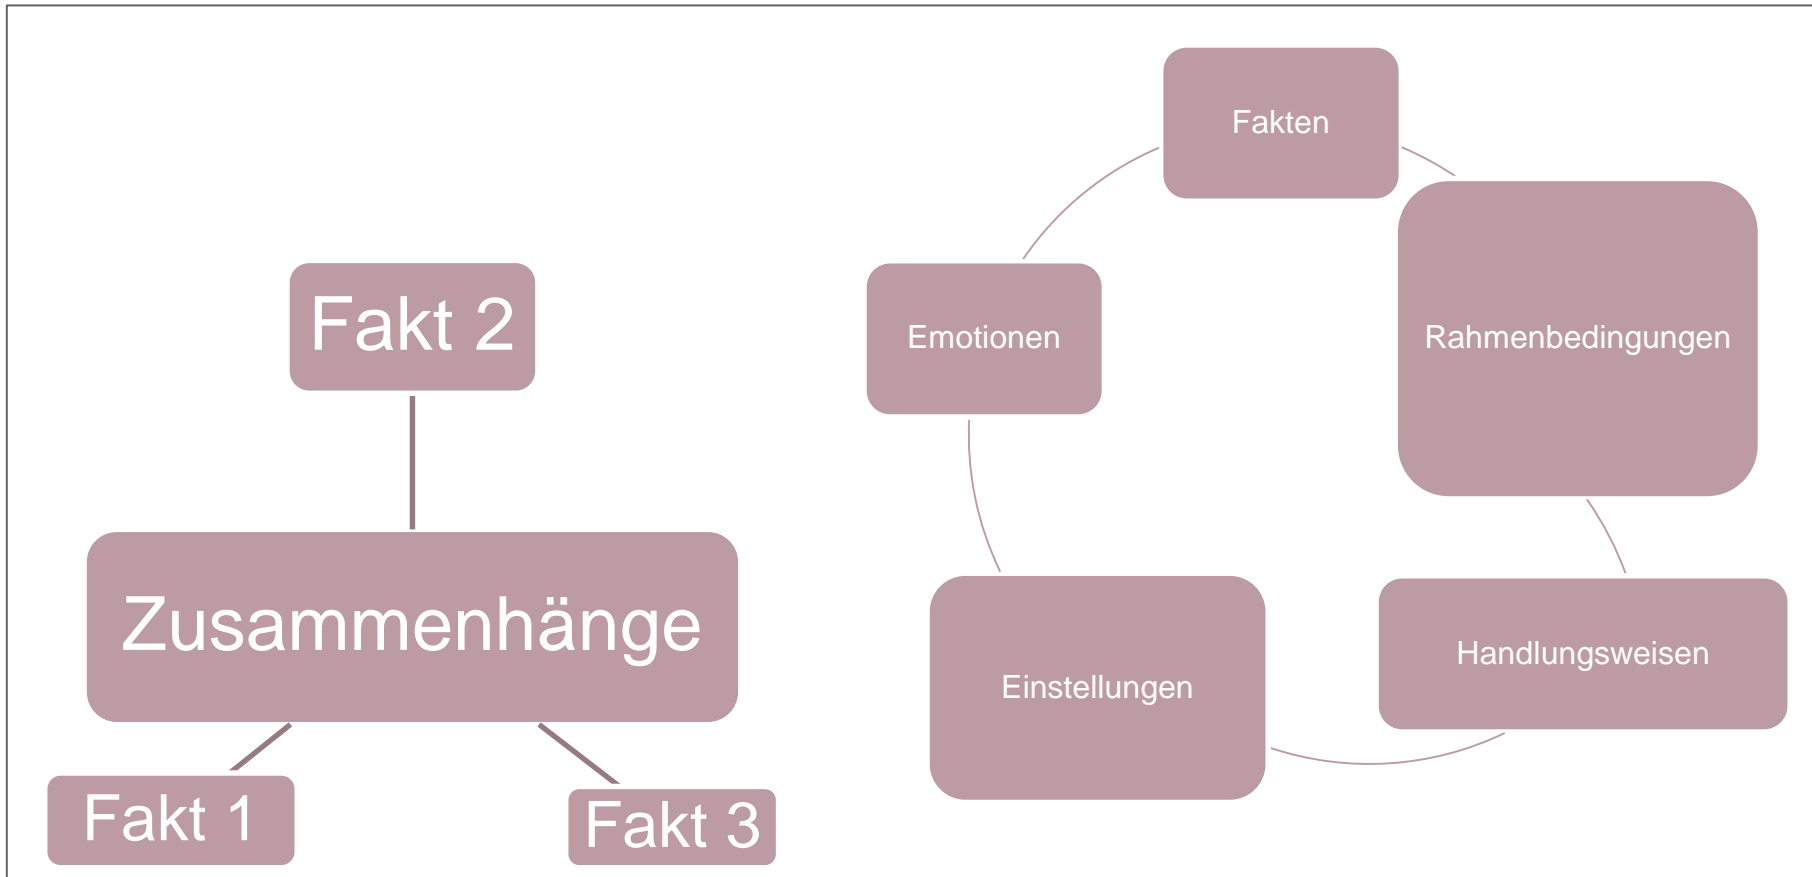 Fakt 2
Zusammenhänge
Fakt 1
Fakt 3
Fakten
Rahmenbedingungen
Handlungsweisen
Einstellungen
Emotionen